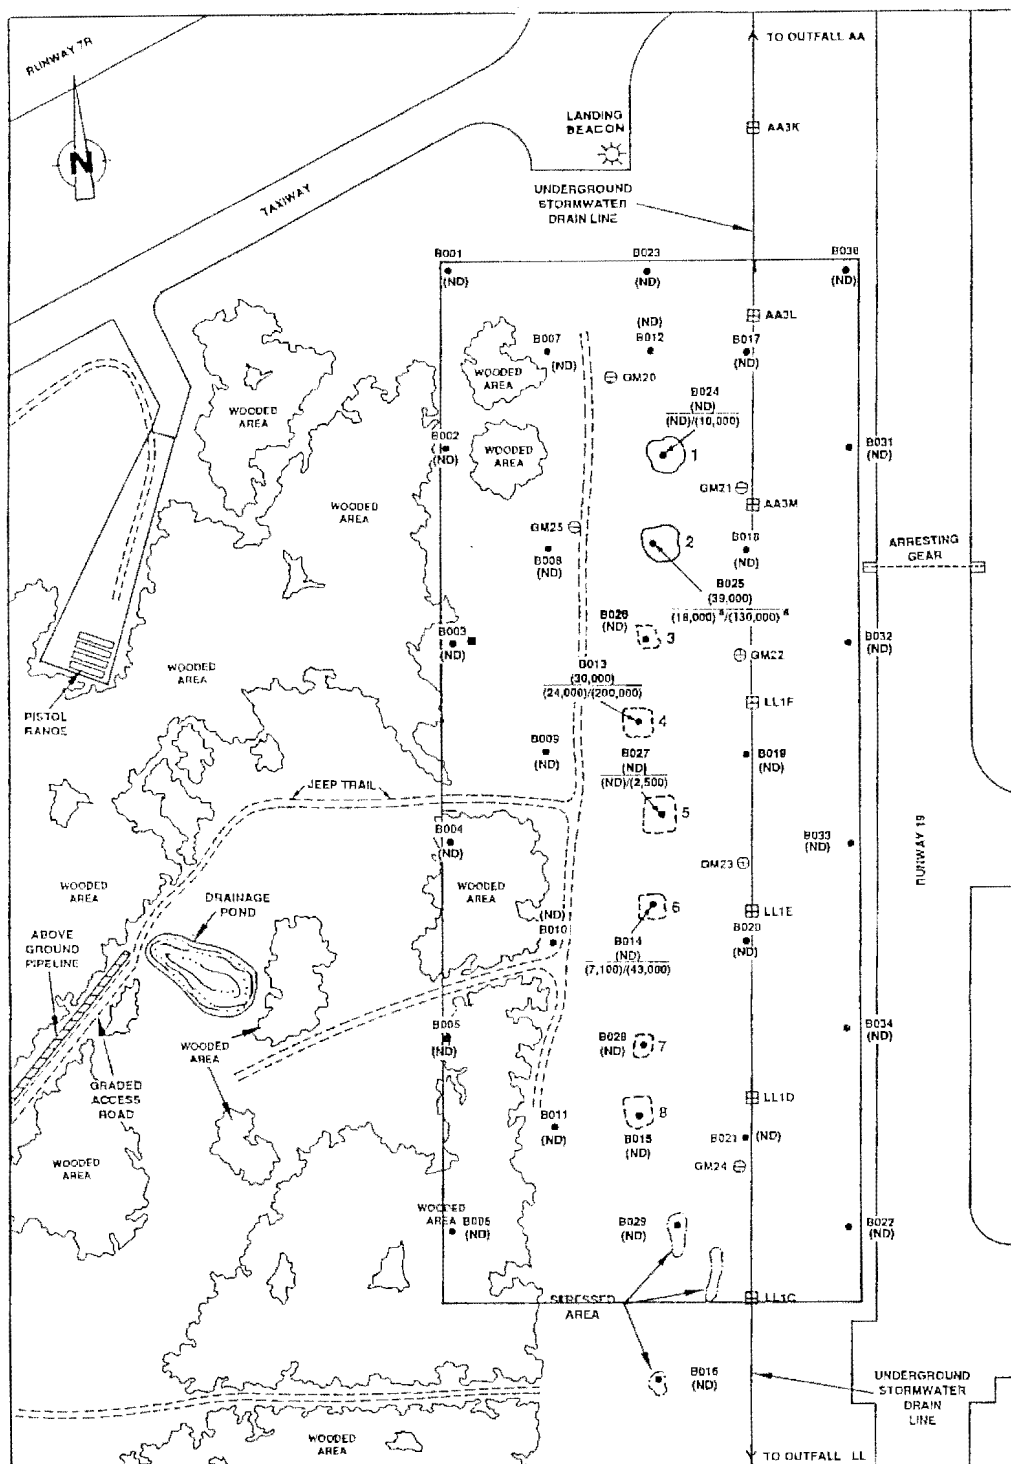 RUNWAY 7R
TO OUTFALL AA
N
LANDING
BEACON
AA3K
TAXIWAY
UNDERGROUND
STORMWATER
DRAIN LINE
B001
(ND)
B023
(ND)
B030
(ND)
AA3L
(ND)
B012
B007
(ND)
B017
(ND)
WOODED
AREA
GM20
B024
(ND)
(ND)/(10,000)
WOODED
AREA
B002
(ND)
WOODED
AREA
1
B031
(ND)
GM21
AA3M
WOODED
AREA
GM25
B008
(ND)
2
B018
(ND)
ARRESTING
GEAR
B025
(39,000)
(18,000) a/(130,000) a
B026
(ND)
3
B003
(ND)
B032
(ND)
GM22
WOODED
AREA
B013
(30,000)
(24,000)/(200,000)
LL1F
PISTOL
RANGE
4
B009
(ND)
B027
(ND)
(ND)/(2,500)
B019
(ND)
JEEP TRAIL
5
B004
(ND)
B033
(ND)
RUNWAY 19
GM23
WOODED
AREA
DRAINAGE
POND
WOODED
AREA
6
LL1E
(ND)
B010
ABOVE
GROUND
PIPELINE
B014
(ND)
(7,100)/(43,000)
B020
(ND)
B005
(ND)
B034
(ND)
WOODED
AREA
B028
(ND)
7
GRADED
ACCESS
ROAD
LL1D
8
B011
(ND)
B015
(ND)
B021
(ND)
WOODED
AREA
GM24
WOODED
AREA
B006
(ND)
B029
(ND)
B022
(ND)
STRESSED
AREA
LL1C
B016
(ND)
UNDERGROUND
STORMWATER
DRAIN
LINE
WOODED
AREA
TO OUTFALL LL